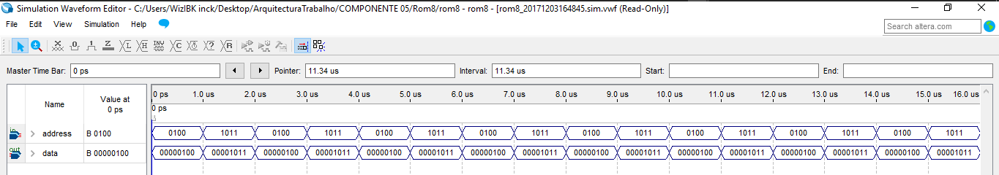 Simulation Waveform Editor - C:/Users/WizIBK inck/Desktop/ArquitecturaTrabalho/COMPONENTE 05/Rom8/rom8 - rom8 - [rom8_20171203164845.sim.vwf (Read-Only)]
File Edit View Simulation Help Search altera.com
Master Time Bar: 0 ps Pointer: 11.34 us Interval: 11.34 us Start: End:
Name Value at 0 ps 0 ps 1.0 us 2.0 us 3.0 us 4.0 us 5.0 us 6.0 us 7.0 us 8.0 us 9.0 us 10.0 us 11.0 us 12.0 us 13.0 us 14.0 us 15.0 us 16.0 us
0 ps
address B 0100 0100 1011 0100 1011 0100 1011 0100 1011 0100 1011 0100 1011 0100 1011 0100 1011
data B 00000100 00000100 00001011 00000100 00001011 00000100 00001011 00000100 00001011 00000100 00001011 00000100 00001011 00000100 00001011 00000100 00001011